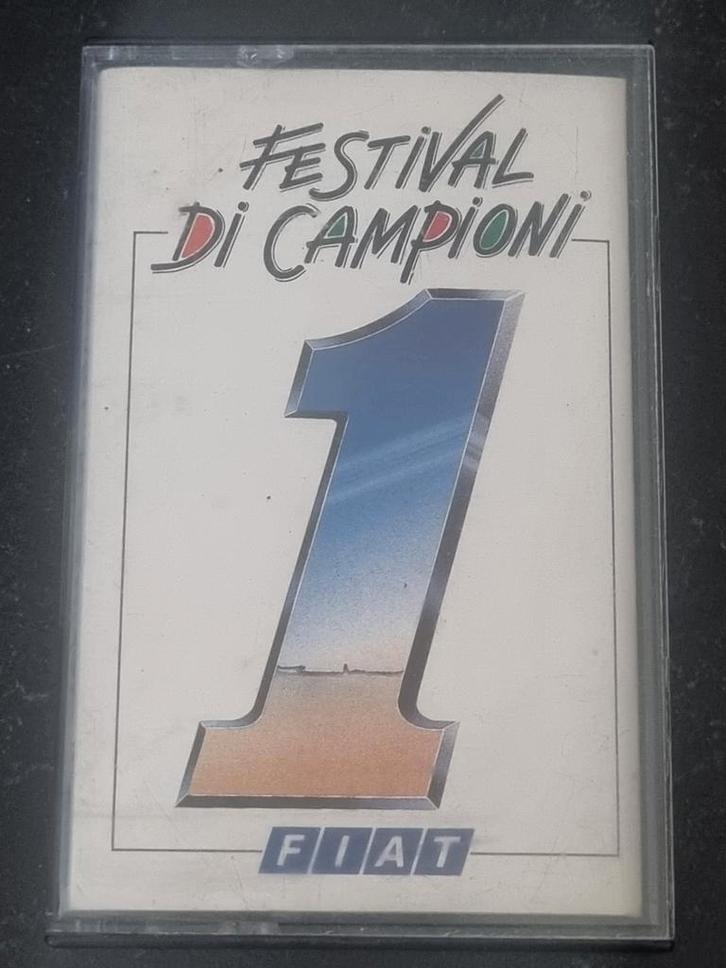 FESTIVAL
DI CAMPIONI
1
FIAT